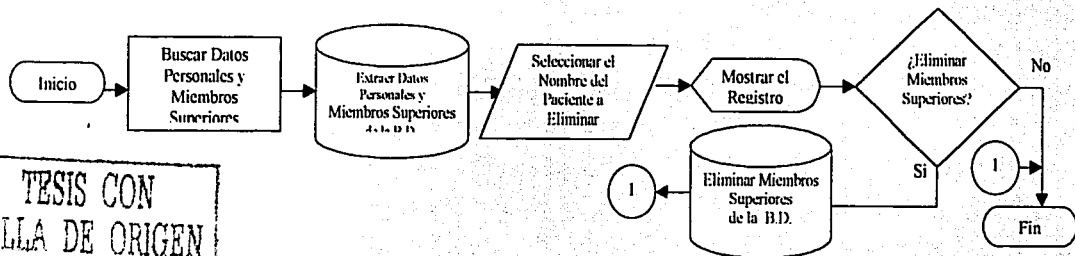 Inicio
Buscar Datos
Personales y
Miembros
Superiores
Extraer Datos
Personales y
Miembros Superiores
de la B.D.
Seleccionar el
Nombre del
Paciente a
Eliminar
Mostrar el
Registro
¿Eliminar
Miembros
Superiores?
No
Si
1
Eliminar Miembros
Superiores
de la B.D.
1
Fin
TESIS CON
LLA DE ORIGEN